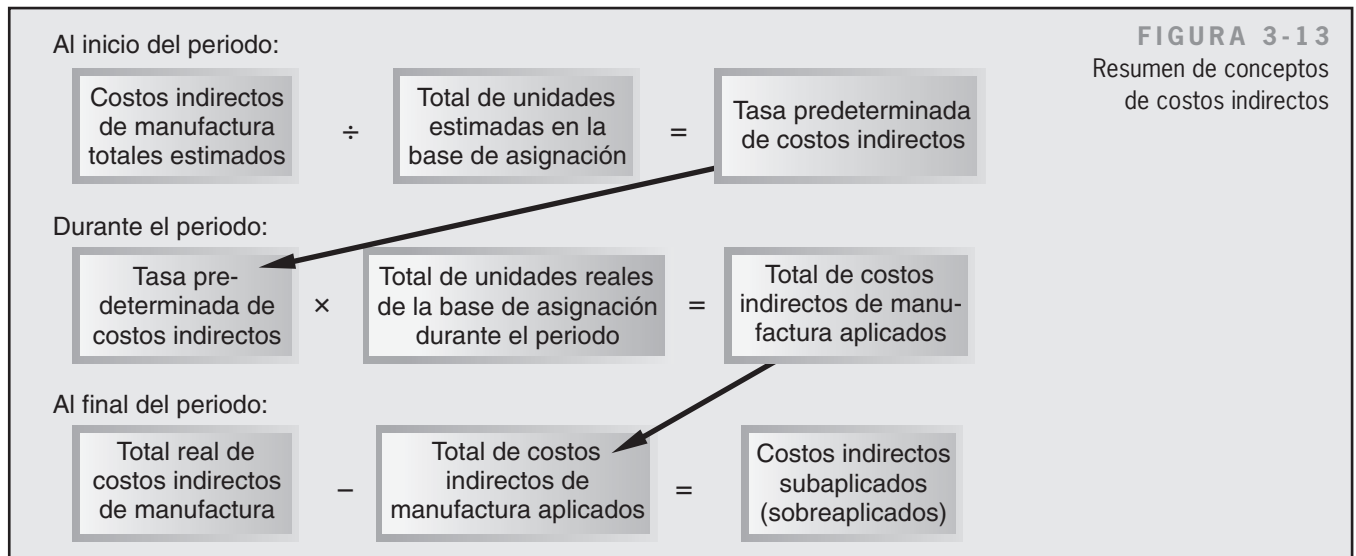 FIGURA 3-13
Resumen de conceptos
de costos indirectos
Al inicio del periodo:
Costos indirectos
de manufactura
totales estimados
÷
Total de unidades
estimadas en la
base de asignación
=
Tasa predeterminada
de costos indirectos
Durante el periodo:
Tasa pre-
determinada de
costos indirectos
×
Total de unidades reales
de la base de asignación
durante el periodo
=
Total de costos
indirectos de manu-
factura aplicados
Al final del periodo:
Total real de
costos indirectos
de manufactura
–
Total de costos
indirectos de
manufactura aplicados
=
Costos indirectos
subaplicados
(sobreaplicados)